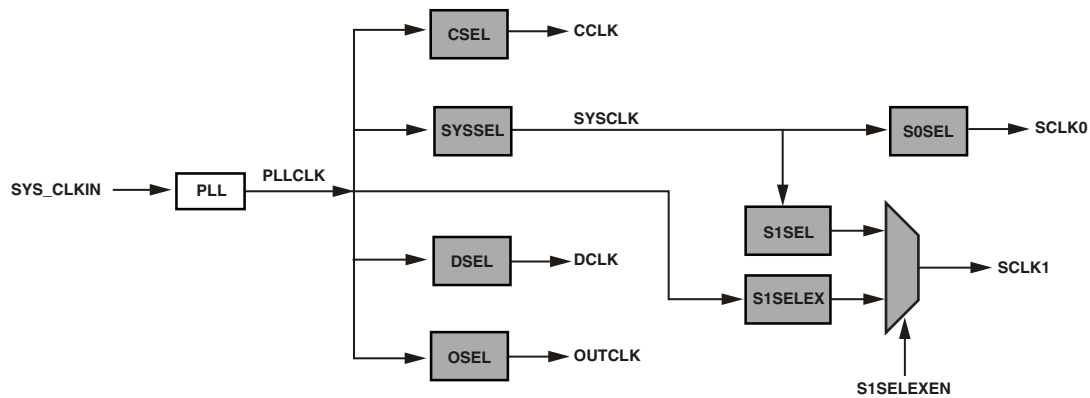 CSEL
CCLK
SYSSEL
SYSCLK
S0SEL
SCLK0
SYS_CLKIN
PLL
PLLCLK
S1SEL
DSEL
DCLK
SCLK1
S1SELEX
OSEL
OUTCLK
S1SELEXEN